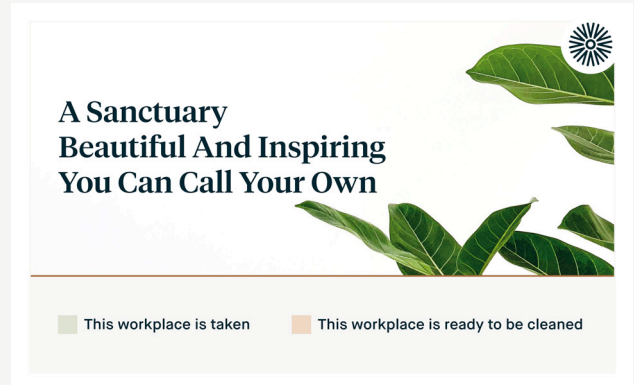 A Sanctuary
Beautiful And Inspiring
You Can Call Your Own
This workplace is taken
This workplace is ready to be cleaned